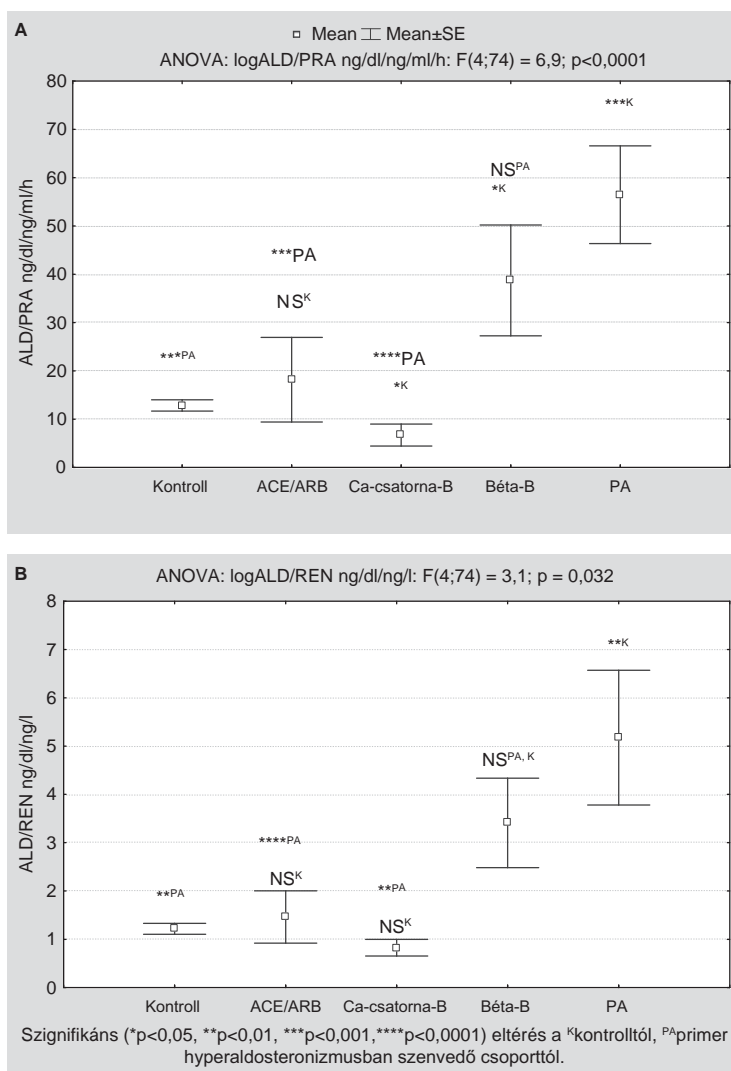 A
Mean Mean±SE
ANOVA: logALD/PRA ng/dl/ng/ml/h: F(4;74) = 6,9; p<0,0001
80
70
60
50
40
30
20
10
0
ALD/PRA ng/dl/ng/ml/h
***PA
***PA
NSK
****PA
*K
NSPA
*K
***K
Kontroll ACE/ARB Ca-csatorna-B Béta-B PA
B
ANOVA: logALD/REN ng/dl/ng/l: F(4;74) = 3,1; p = 0,032
8
7
6
5
4
3
2
1
0
ALD/REN ng/dl/ng/l
**PA
****PA
NSK
**PA
NSK
NSPA, K
**K
Kontroll ACE/ARB Ca-csatorna-B Béta-B PA
Szignifikáns (*p<0,05, **p<0,01, ***p<0,001,****p<0,0001) eltérés a Kkontrolltól, PAprimer
hyperaldosteronizmusban szenvedő csoporttól.